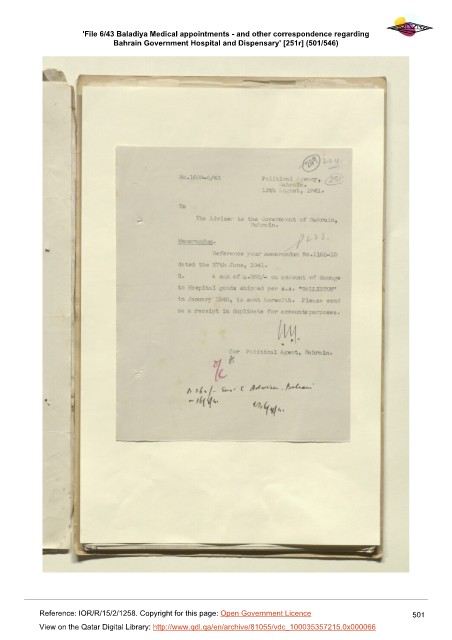 'File 6/43 Baladiya Medical appointments - and other correspondence regarding
Bahrain Government Hospital and Dispensary' [251r] (501/546)
Political Agency,
Bahrain.
August, 1941.
To
The Adviser to the Government of Bahrain,
Bahrain.
Memorandum.
Reference your memorandum
dated the 27th June, 1941.
2. A sum of on account of damage
to Hospital goods shipped per s.s.
in January 1940, is sent herewith. Please send
me a receipt in duplicate for accounts purposes.
for Political Agent, Bahrain.
Reference: IOR/R/15/2/1258. Copyright for this page: Open Government Licence
501
View on the Qatar Digital Library: http://www.qdl.qa/en/archive/81055/vdc_100035357215.0x000066